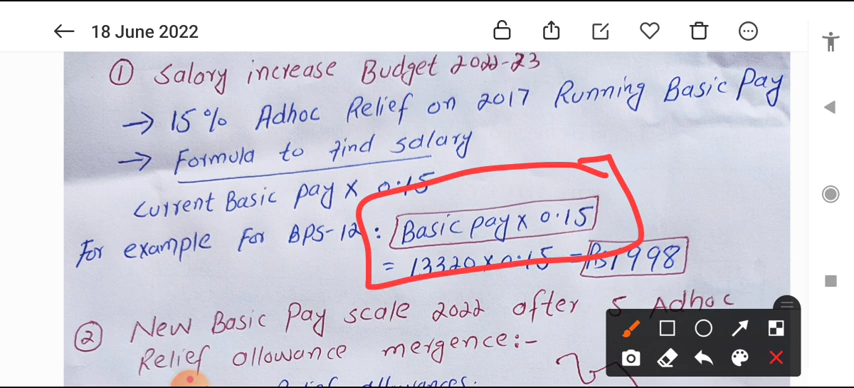 18 June 2022
① Salary increase Budget 2022-23
→ 15% Adhoc Relief on 2017 Running Basic Pay
→ Formula to find salary
Current Basic pay x 0.15
For example for BPS-12: Basic pay x 0.15
= 13320 x 0.15 = Rs1998
② New Basic Pay scale 2022 after 5 Adhoc
Relief allowance mergence:-